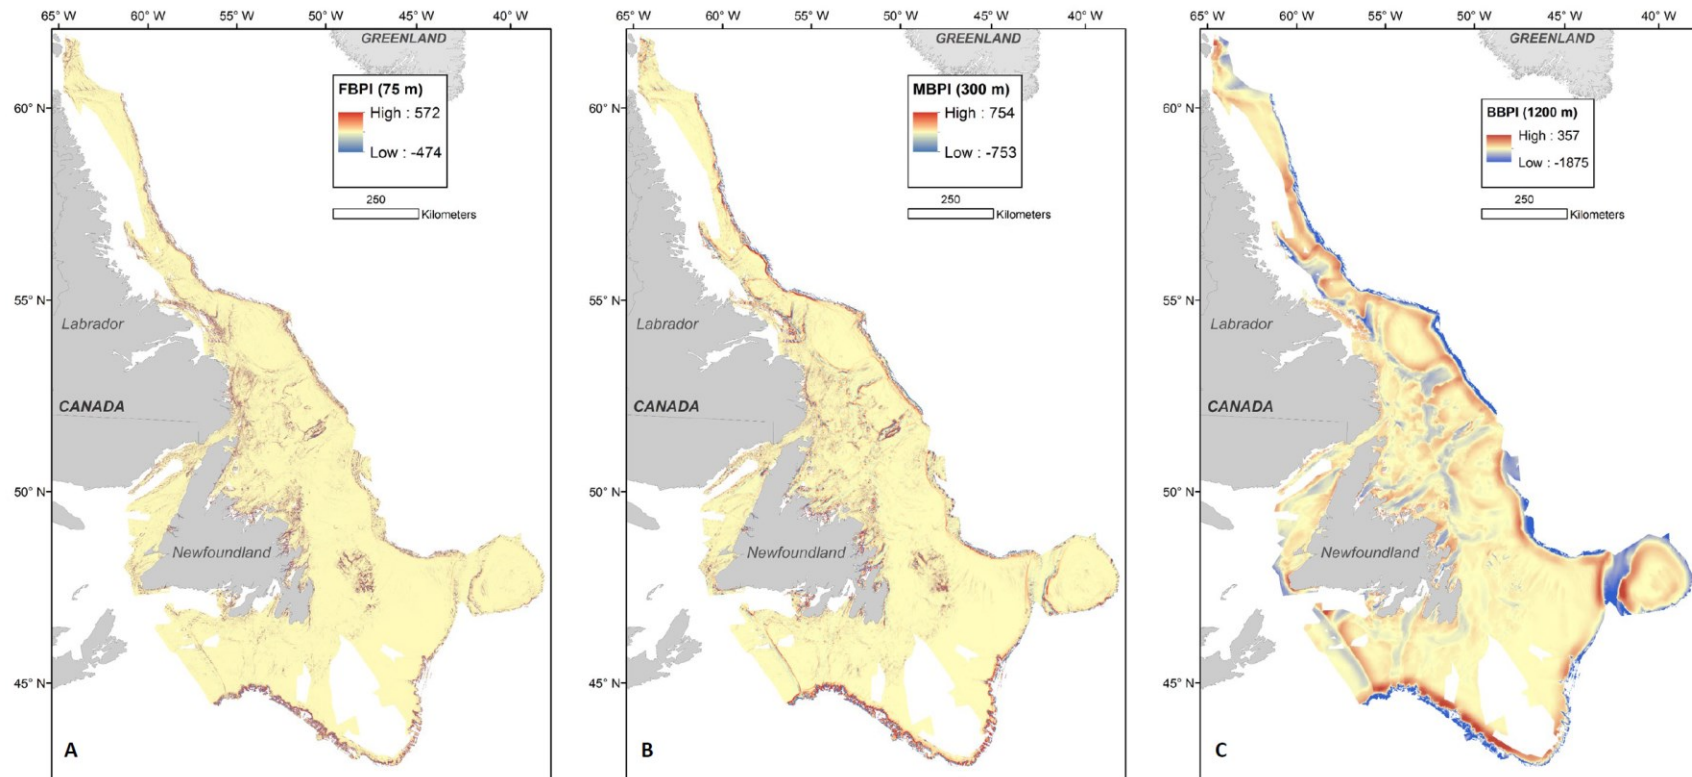 65° W 60° W 55° W 50° W 45° W 40° W
GREENLAND
FBPI (75 m)
High : 572
Low : -474
250
Kilometers
60° N
55° N
50° N
45° N
Labrador
CANADA
Newfoundland
A
65° W 60° W 55° W 50° W 45° W 40° W
GREENLAND
MBPI (300 m)
High : 754
Low : -753
250
Kilometers
60° N
55° N
50° N
45° N
Labrador
CANADA
Newfoundland
B
65° W 60° W 55° W 50° W 45° W 40° W
GREENLAND
BBPI (1200 m)
High : 357
Low : -1875
250
Kilometers
60° N
55° N
50° N
45° N
Labrador
CANADA
Newfoundland
C